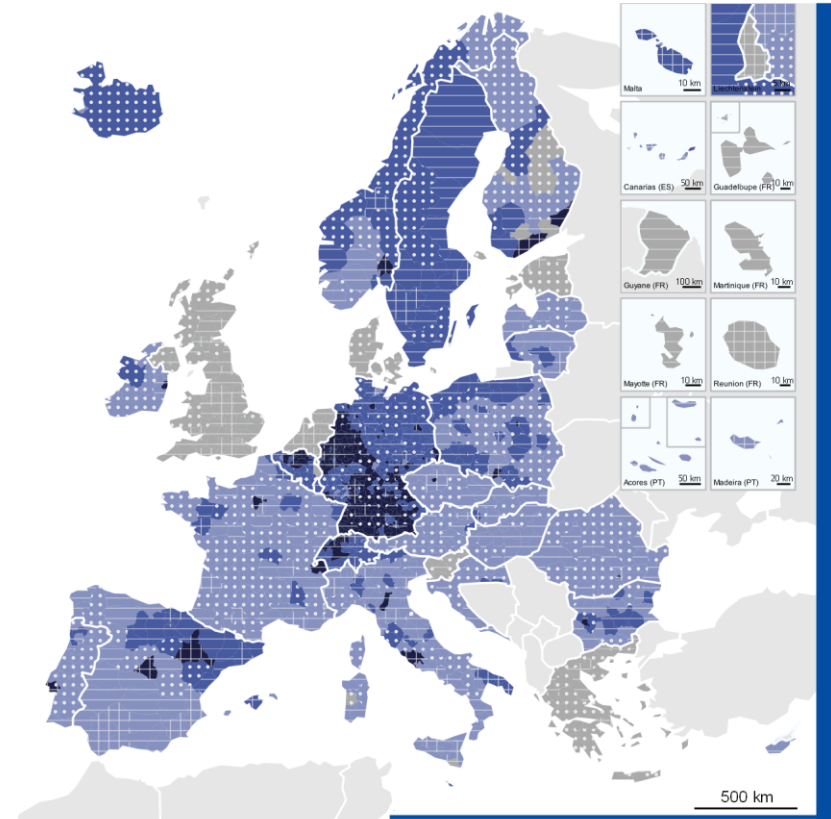 Malta
10 km
Liechtenstein
Canarias (ES)
50 km
Guadeloupe (FR)
10 km
Guyane (FR)
100 km
Martinique (FR)
10 km
Mayotte (FR)
10 km
Reunion (FR)
10 km
Acores (PT)
50 km
Madeira (PT)
20 km
500 km